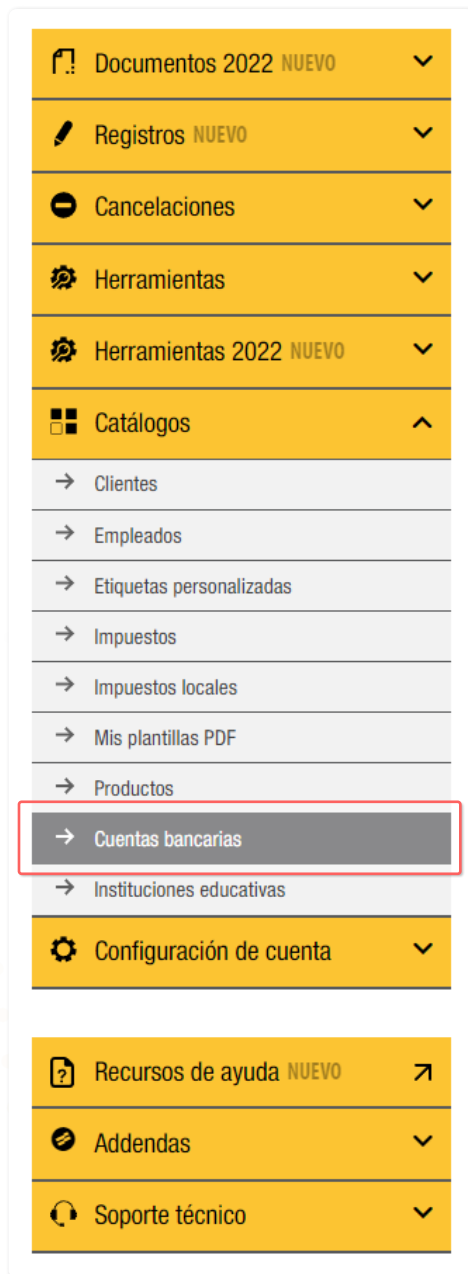 Documentos 2022 NUEVO
Registros NUEVO
Cancelaciones
Herramientas
Herramientas 2022 NUEVO
Catálogos
Clientes
Empleados
Etiquetas personalizadas
Impuestos
Impuestos locales
Mis plantillas PDF
Productos
Cuentas bancarias
Instituciones educativas
Configuración de cuenta
Recursos de ayuda NUEVO
Addendas
Soporte técnico